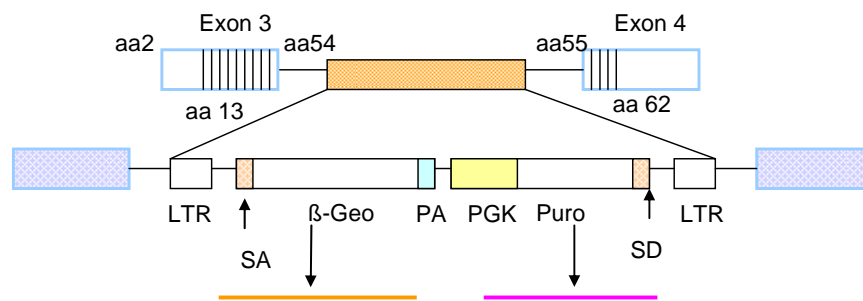 Exon 3
Exon 4
aa2
aa54
aa55
aa 13
aa 62
LTR
ß-Geo
PA
PGK
Puro
LTR
SA
SD